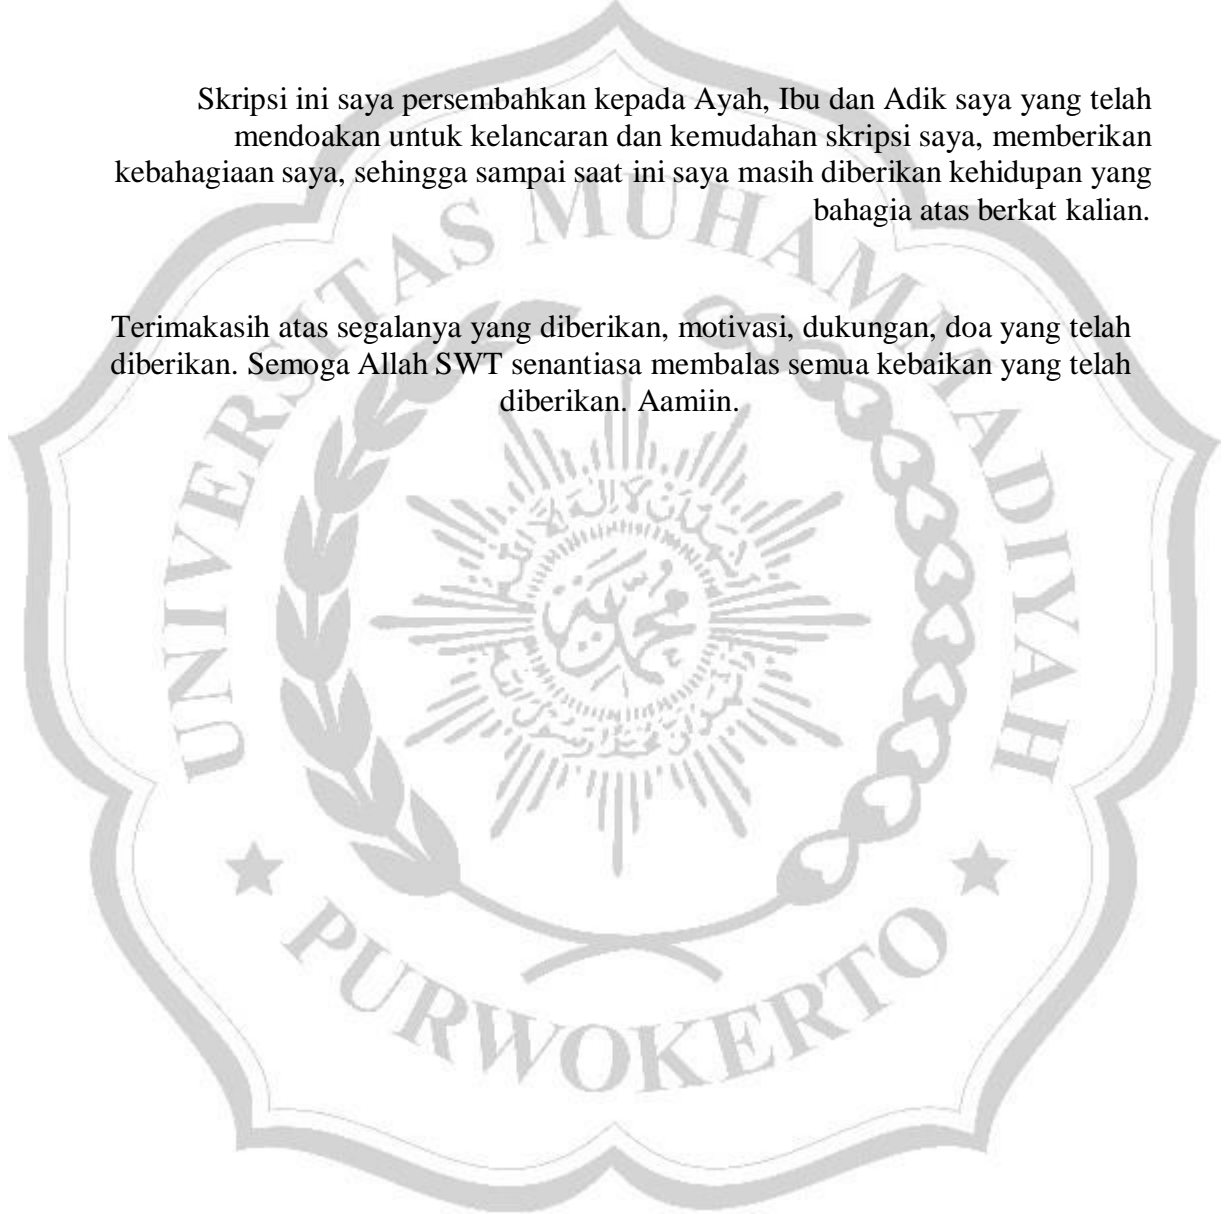 Skripsi ini saya persembahkan kepada Ayah, Ibu dan Adik saya yang telah
mendoakan untuk kelancaran dan kemudahan skripsi saya, memberikan
kebahagiaan saya, sehingga sampai saat ini saya masih diberikan kehidupan yang
bahagia atas berkat kalian.
Terimakasih atas segalanya yang diberikan, motivasi, dukungan, doa yang telah
diberikan. Semoga Allah SWT senantiasa membalas semua kebaikan yang telah
diberikan. Aamiin.
UNIVERSITAS MUHAMMADIYAH
PURWOKERTO